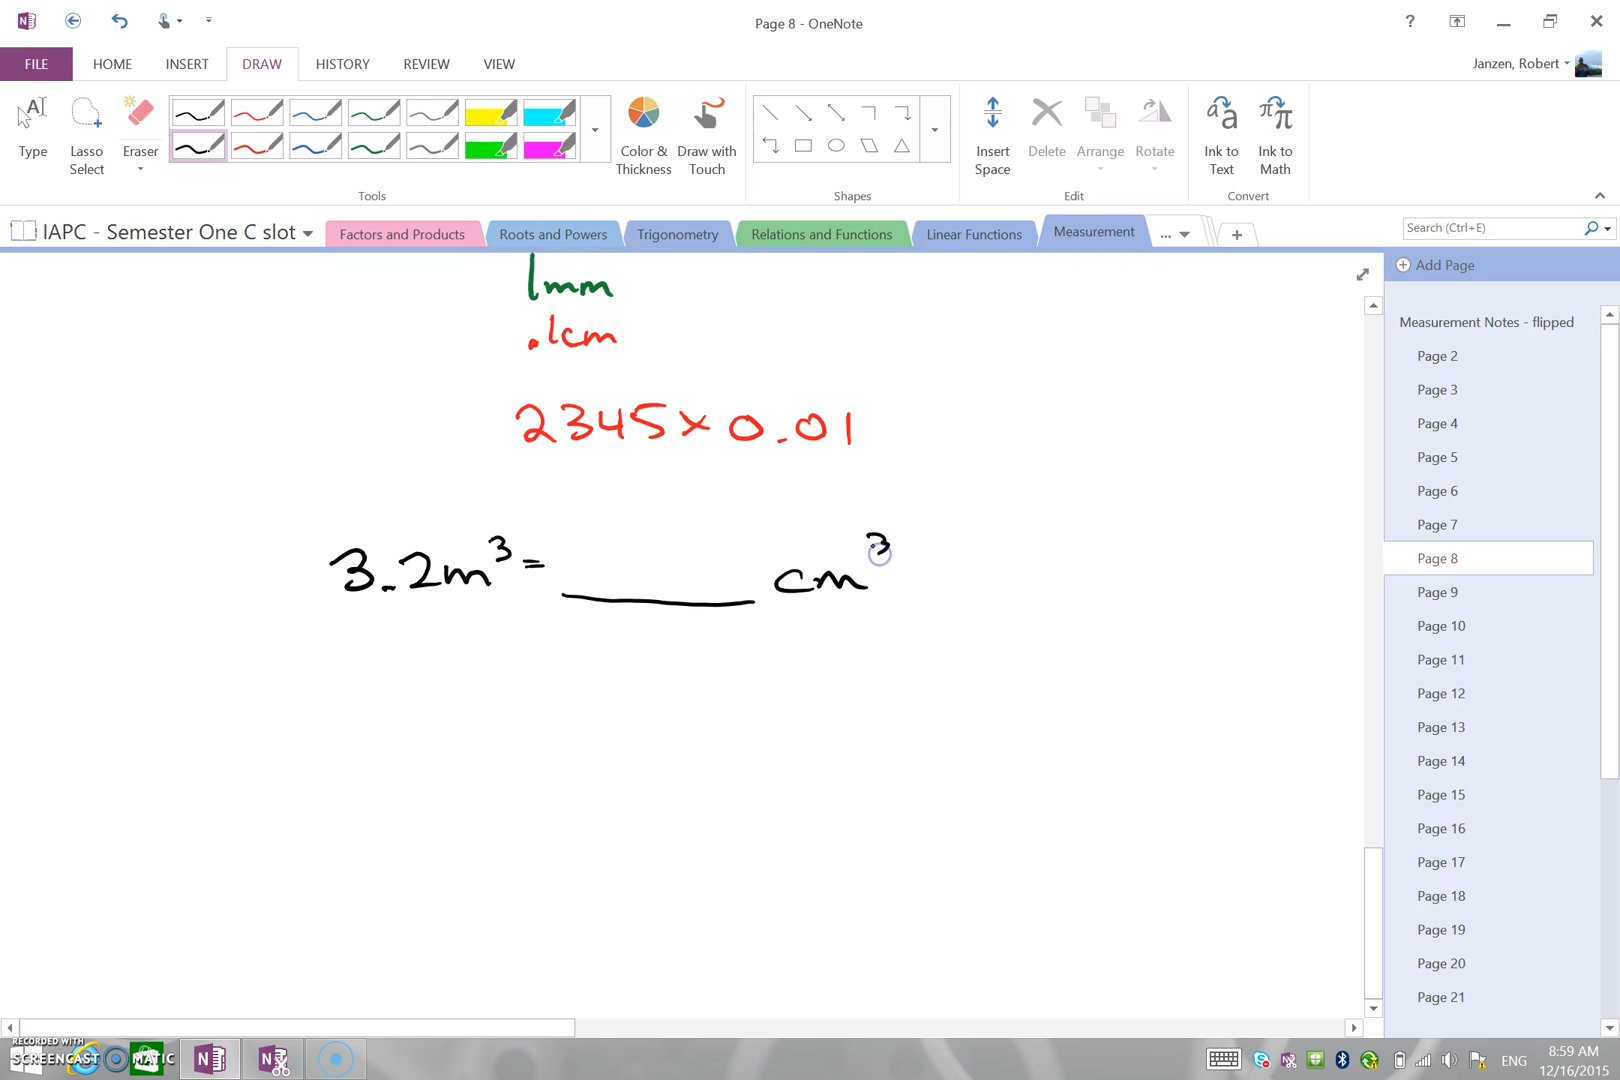 Page 8 - OneNote
FILE HOME INSERT DRAW HISTORY REVIEW VIEW
Janzen, Robert
Type
Lasso Select
Eraser
Color & Thickness
Draw with Touch
Insert Space
Delete
Arrange
Rotate
Ink to Text
Ink to Math
Tools
Shapes
Edit
Convert
IAPC - Semester One C slot
Factors and Products
Roots and Powers
Trigonometry
Relations and Functions
Linear Functions
Measurement
...
Search (Ctrl+E)
Add Page
Measurement Notes - flipped
Page 2
Page 3
Page 4
Page 5
Page 6
Page 7
Page 8
Page 9
Page 10
Page 11
Page 12
Page 13
Page 14
Page 15
Page 16
Page 17
Page 18
Page 19
Page 20
Page 21
1mm
.1cm
2345 x 0.01
3.2m³ = ______ cm³
RECORDED WITH
SCREENCAST MATIC
ENG
8:59 AM
12/16/2015